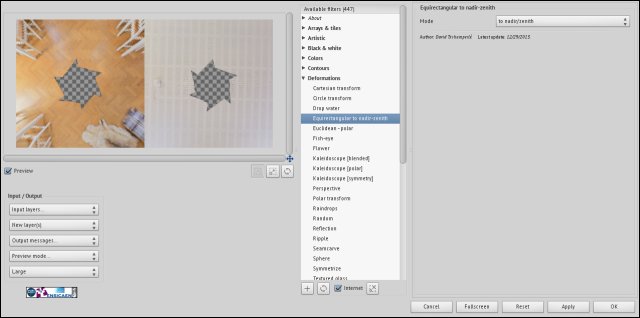 Preview
Input / Output
Input layers...
New layer(s)
Output messages...
Preview mode...
Large
ENSICAEN
Available filters (447)
About
Arrays & tiles
Artistic
Black & white
Colors
Contours
Deformations
Cartesian transform
Circle transform
Drop water
Equirectangular to nadir-zenith
Euclidean - polar
Fish-eye
Flower
Kaleidoscope [blended]
Kaleidoscope [polar]
Kaleidoscope [symmetry]
Perspective
Polar transform
Raindrops
Random
Reflection
Ripple
Seamcarve
Sphere
Symmetrize
Textured glass
Internet
Equirectangular to nadir-zenith
Mode
to nadir/zenith
Author: David Tschumperlé Latest update: 12/29/2015.
Cancel
Fullscreen
Reset
Apply
OK